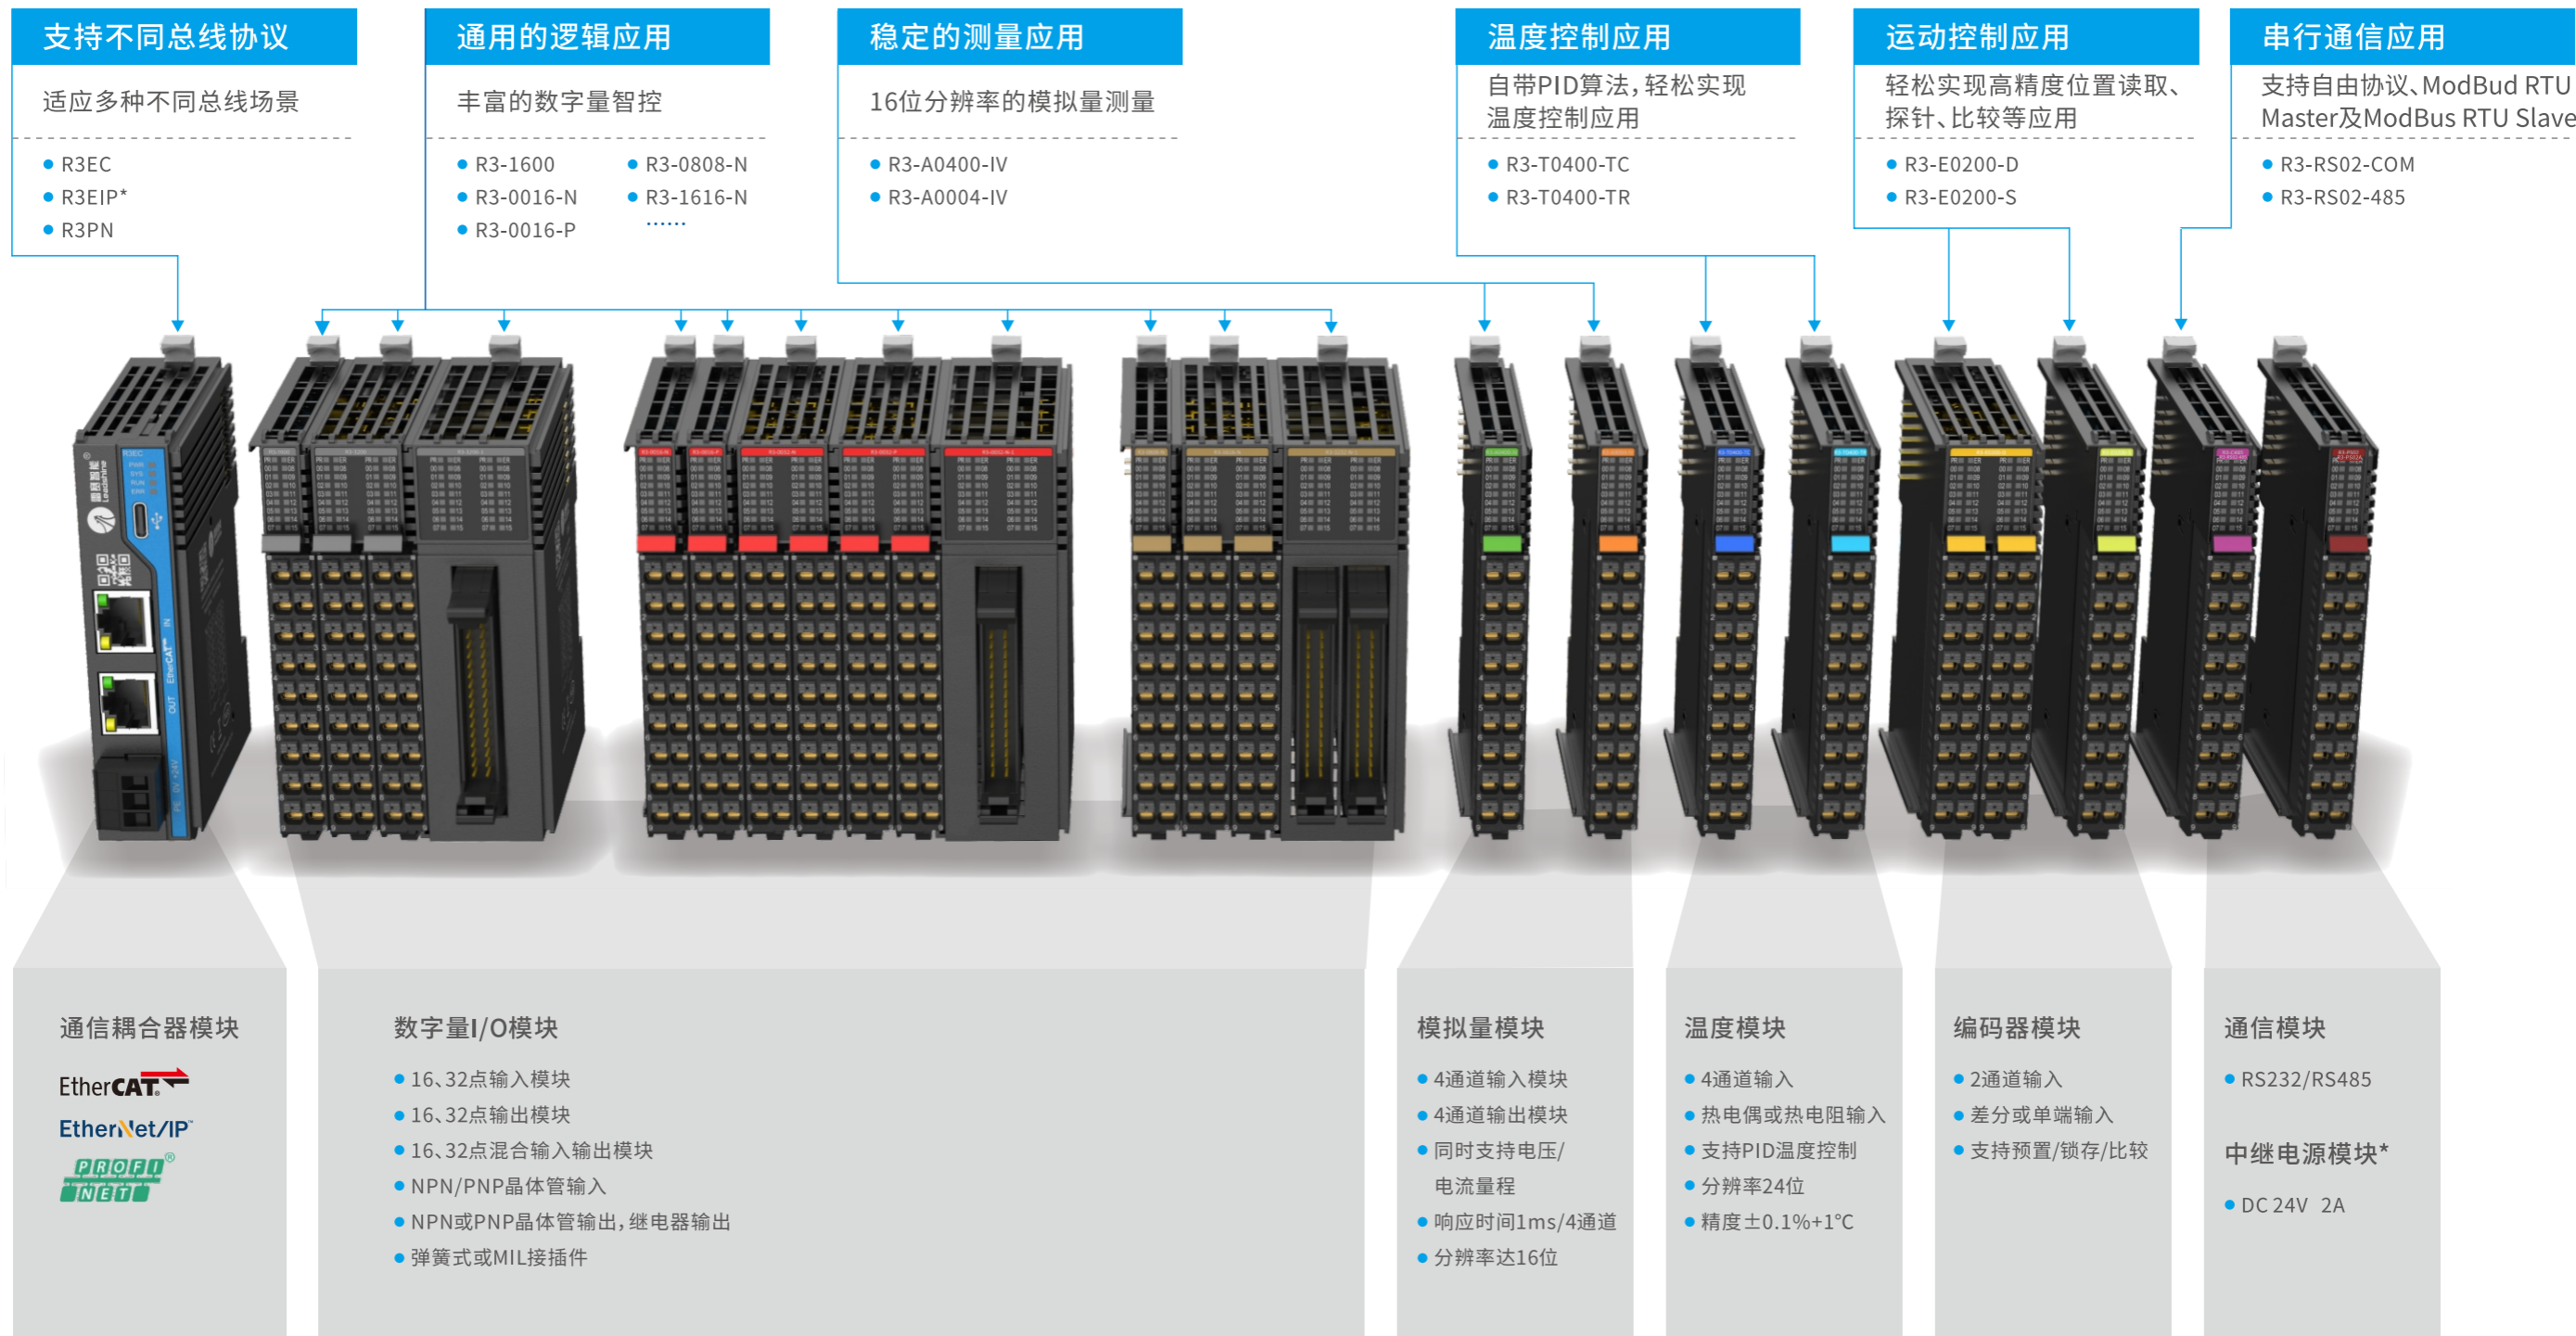 支持不同总线协议
适应多种不同总线场景
R3EC
R3EIP*
R3PN
通用的逻辑应用
丰富的数字量智控
R3-1600
R3-0016-N
R3-0016-P
R3-0808-N
R3-1616-N
······
稳定的测量应用
16位分辨率的模拟量测量
R3-A0400-IV
R3-A0004-IV
温度控制应用
自带PID算法,轻松实现
温度控制应用
R3-T0400-TC
R3-T0400-TR
运动控制应用
轻松实现高精度位置读取、
探针、比较等应用
R3-E0200-D
R3-E0200-S
串行通信应用
支持自由协议、ModBud RTU
Master及ModBus RTU Slave
R3-RS02-COM
R3-RS02-485
雷赛智能
Leadshine
R3EC
PWR
SYS
RUN
ERR
IN
EtherCAT
OUT
PE 0V +24V
通信耦合器模块
EtherCAT®
EtherNet/IP™
PROFI®
NET
数字量I/O模块
16、32点输入模块
16、32点输出模块
16、32点混合输入输出模块
NPN/PNP晶体管输入
NPN或PNP晶体管输出,继电器输出
弹簧式或MIL接插件
模拟量模块
4通道输入模块
4通道输出模块
同时支持电压/
电流量程
响应时间1ms/4通道
分辨率达16位
温度模块
4通道输入
热电偶或热电阻输入
支持PID温度控制
分辨率24位
精度±0.1%+1℃
编码器模块
2通道输入
差分或单端输入
支持预置/锁存/比较
通信模块
RS232/RS485
中继电源模块*
DC 24V 2A